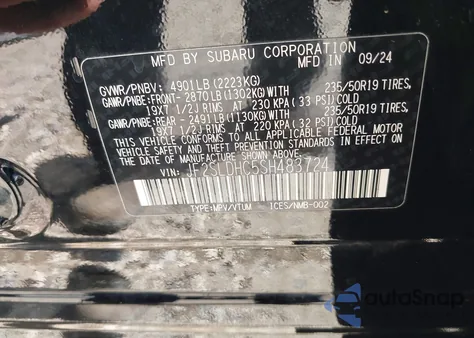 MFD BY SUBARU CORPORATION IN 09/24
GVWR/PNBV: 4901LB(2223KG)
GAWR/PNBE:FRONT-2870LB(1302KG)WITH 235/50R19 TIRES,
19X7 1/2J RIMS AT 230 KPA (33 PSI)COLD
GAWR/PNBE:REAR-2491LB(1130KG)WITH 235/50R19 TIRES,
19X7 1/2J RIMS AT 220 KPA (32 PSI)COLD
THIS VEHICLE CONFORMS TO ALL APPLICABLE FEDERAL MOTOR
VEHICLE SAFETY AND BUMPER STANDARDS IN EFFECT
ON THE DATE OF MANUFACTURE SHOWN ABOVE.
VIN: JF2SLDHC5SH483724
TYPE:MPV/VTUM ICES/NMB-002
autoSnap